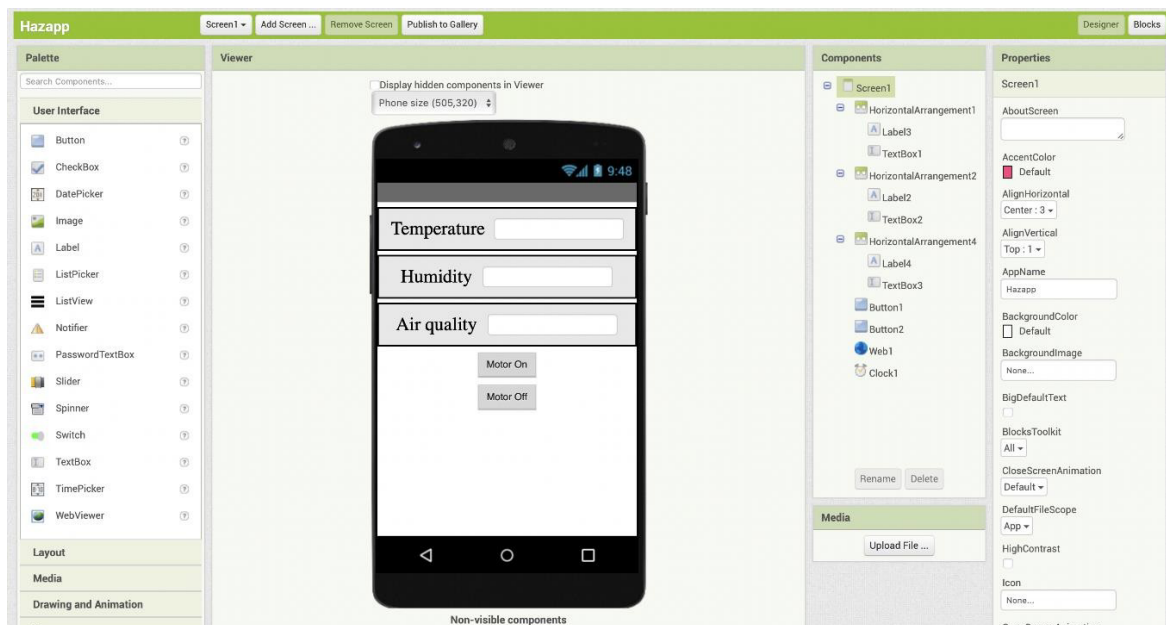 Hazapp
Screen1
Add Screen ...
Remove Screen
Publish to Gallery
Designer
Blocks
Palette
Search Components...
User Interface
Button
CheckBox
DatePicker
Image
Label
ListPicker
ListView
Notifier
PasswordTextBox
Slider
Spinner
Switch
TextBox
TimePicker
WebViewer
Layout
Media
Drawing and Animation
Viewer
Display hidden components in Viewer
Phone size (505,320)
9:48
Temperature
Humidity
Air quality
Motor On
Motor Off
Non-visible components
Components
Screen1
HorizontalArrangement1
Label3
TextBox1
HorizontalArrangement2
Label2
TextBox2
HorizontalArrangement4
Label4
TextBox3
Button1
Button2
Web1
Clock1
Rename
Delete
Media
Upload File ...
Properties
Screen1
AboutScreen
AccentColor
Default
AlignHorizontal
Center : 3
AlignVertical
Top : 1
AppName
Hazapp
BackgroundColor
Default
BackgroundImage
None...
BigDefaultText
BlocksToolkit
All
CloseScreenAnimation
Default
DefaultFileScope
App
HighContrast
Icon
None...